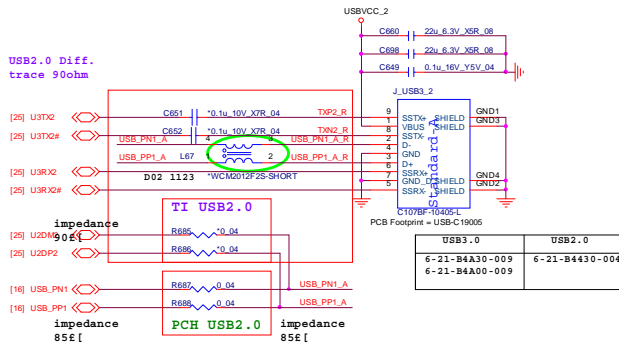 USBVCC_2
C660 22u_6.3V_X5R_08
C698 22u_6.3V_X5R_08
C649 0.1u_16V_Y5V_04
USB2.0 Diff.
trace 90ohm
J_USB3_2
[25] U3TX2 C651 *0.1u_10V_X7R_04 TXP2_R 9 SSTX+ SHIELD GND1
1 VBUS SHIELD GND3
[25] U3TX2# C652 *0.1u_10V_X7R_04 TXN2_R 8 SSTX-
USB_PN1_A 4 3 USB_PN1_A_R 2 D-
4 GND
USB_PP1_A L67 1 2 USB_PP1_A_R 3 D+
[25] U3RX2 6 SSRX+
D02 1123 *WCM2012F2S-SHORT 7 GND_D SHIELD GND4
[25] U3RX2# 5 SSRX- SHIELD GND2
Standard-A
C107BF-10405-L
PCB Footprint = USB-C19005
TI USB2.0
impedance
90£[
[25] U2DM2 R685 *0_04
[25] U2DP2 R686 *0_04
USB3.0 USB2.0
6-21-B4A30-009 6-21-B4430-004
6-21-B4A00-009
[16] USB_PN1 R687 0_04 USB_PN1_A
[16] USB_PP1 R688 0_04 USB_PP1_A
impedance
85£[
PCH USB2.0
impedance
85£[